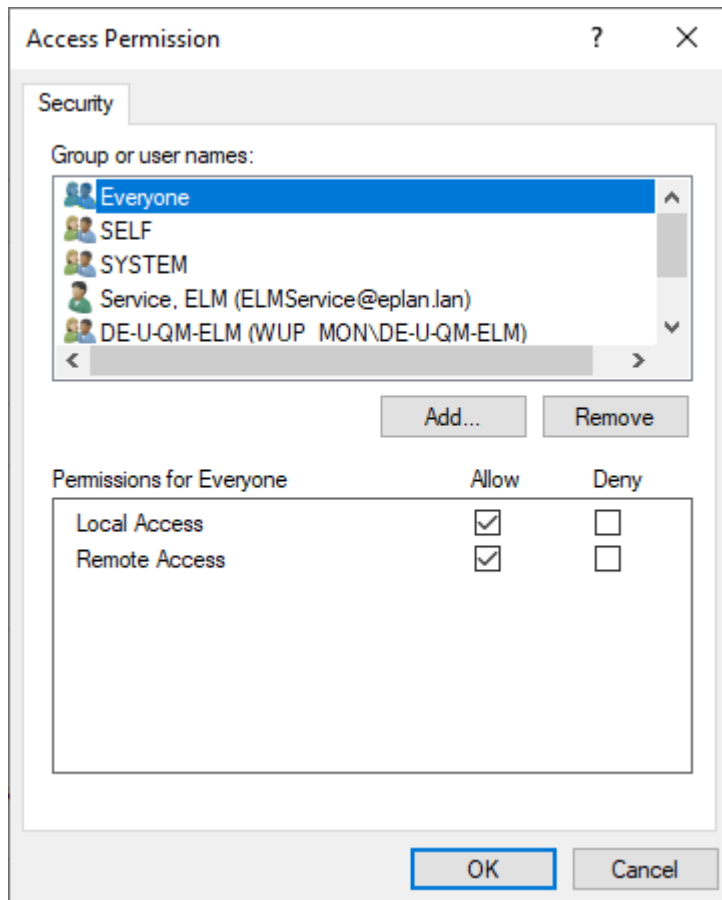 Access Permission
Security
Group or user names:
Everyone
SELF
SYSTEM
Service, ELM (ELMService@eplan.lan)
DE-U-QM-ELM (WUP_MON\DE-U-QM-ELM)
Add... Remove
Permissions for Everyone Allow Deny
Local Access
Remote Access
OK Cancel